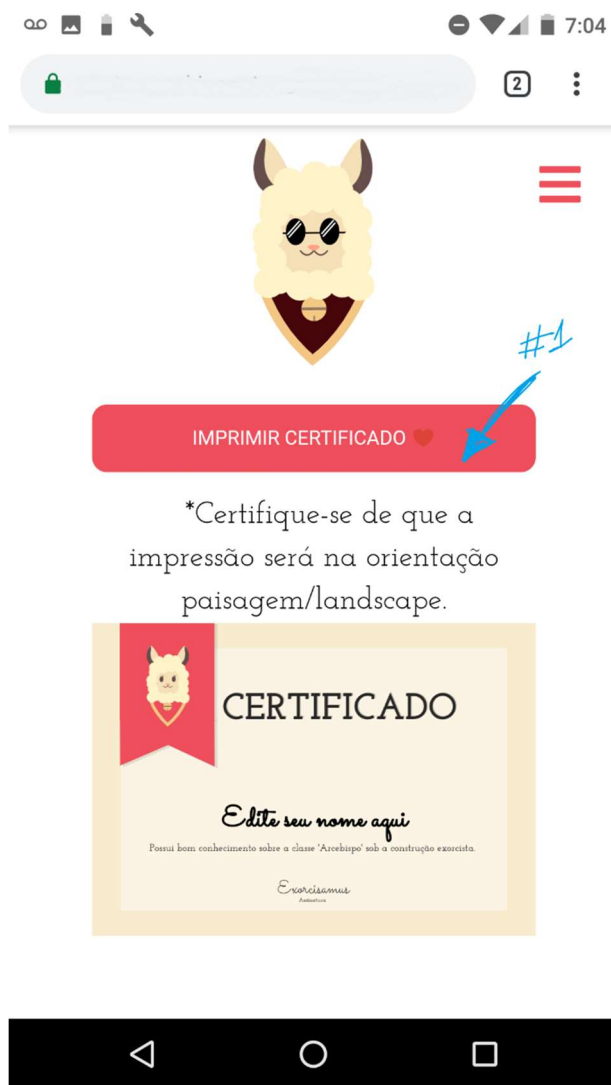 7:04
2
#1
IMPRIMIR CERTIFICADO
*Certifique-se de que a
impressão será na orientação
paisagem/landscape.
CERTIFICADO
Edite seu nome aqui
Possui bom conhecimento sobre a classe 'Arcebispo' sob a construção exorcista.
Exorcisamus
Assinatura